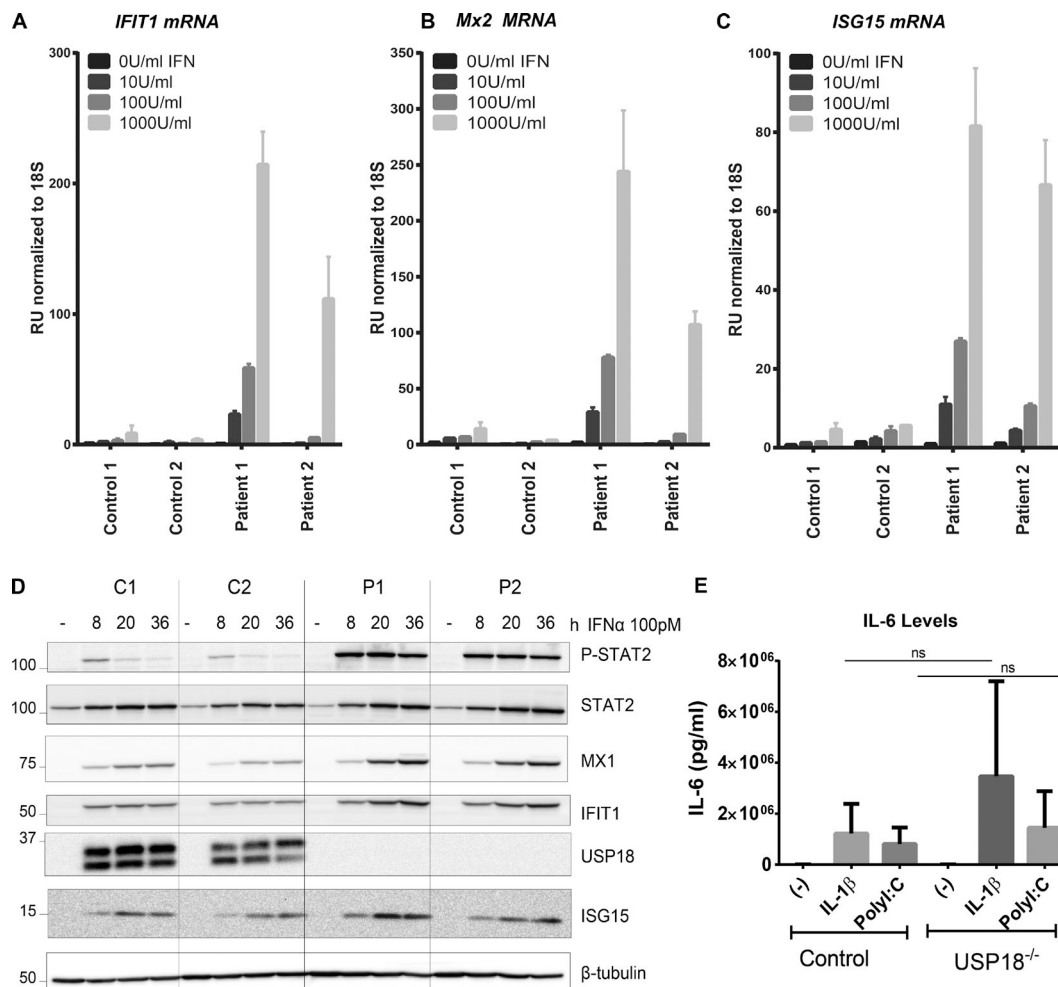 A
IFIT1 mRNA
300
200
100
0
RU normalized to 18S
0U/ml IFN
10U/ml
100U/ml
1000U/ml
Control 1
Control 2
Patient 1
Patient 2
B
Mx2 MRNA
350
300
250
200
150
100
50
0
RU normalized to 18S
0U/ml IFN
10U/ml
100U/ml
1000U/ml
Control 1
Control 2
Patient 1
Patient 2
C
ISG15 mRNA
100
80
60
40
20
0
RU normalized to 18S
0U/ml IFN
10U/ml
100U/ml
1000U/ml
Control 1
Control 2
Patient 1
Patient 2
D
C1 C2 P1 P2
- 8 20 36 - 8 20 36 - 8 20 36 - 8 20 36 h IFNα 100pM
100 P-STAT2
100 STAT2
75 MX1
50 IFIT1
37 USP18
15 ISG15
50 β-tubulin
E
IL-6 Levels
ns
ns
8×10⁰⁶
6×10⁰⁶
4×10⁰⁶
2×10⁰⁶
0
IL-6 (pg/ml)
(-) IL-1β PolyI:C (-) IL-1β PolyI:C
Control USP18⁻/⁻